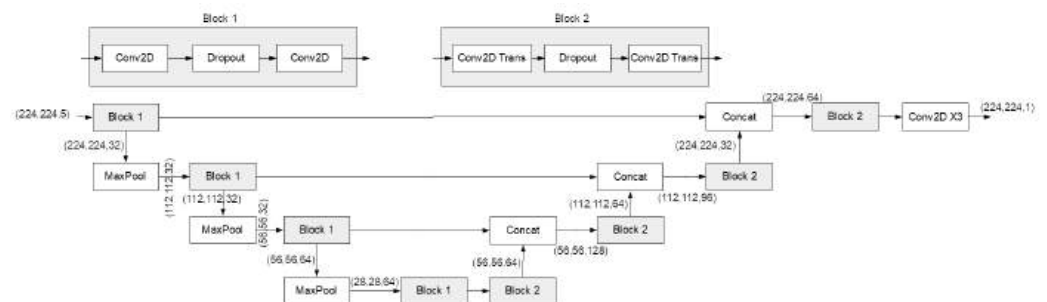 Block 1
Block 2
Conv2D
Dropout
Conv2D
Conv2D Trans
Dropout
Conv2D Trans
(224,224,5)
Block 1
Concat
(224,224,64)
Block 2
Conv2D X3
(224,224,1)
(224,224,32)
(224,224,32)
MaxPool
(112,112,32)
Block 1
Concat
Block 2
(112,112,32)
(112,112,64)
(112,112,96)
MaxPool
(56,56,32)
Block 1
Concat
Block 2
(56,56,64)
(56,56,64)
(56,56,128)
MaxPool
(28,28,64)
Block 1
Block 2